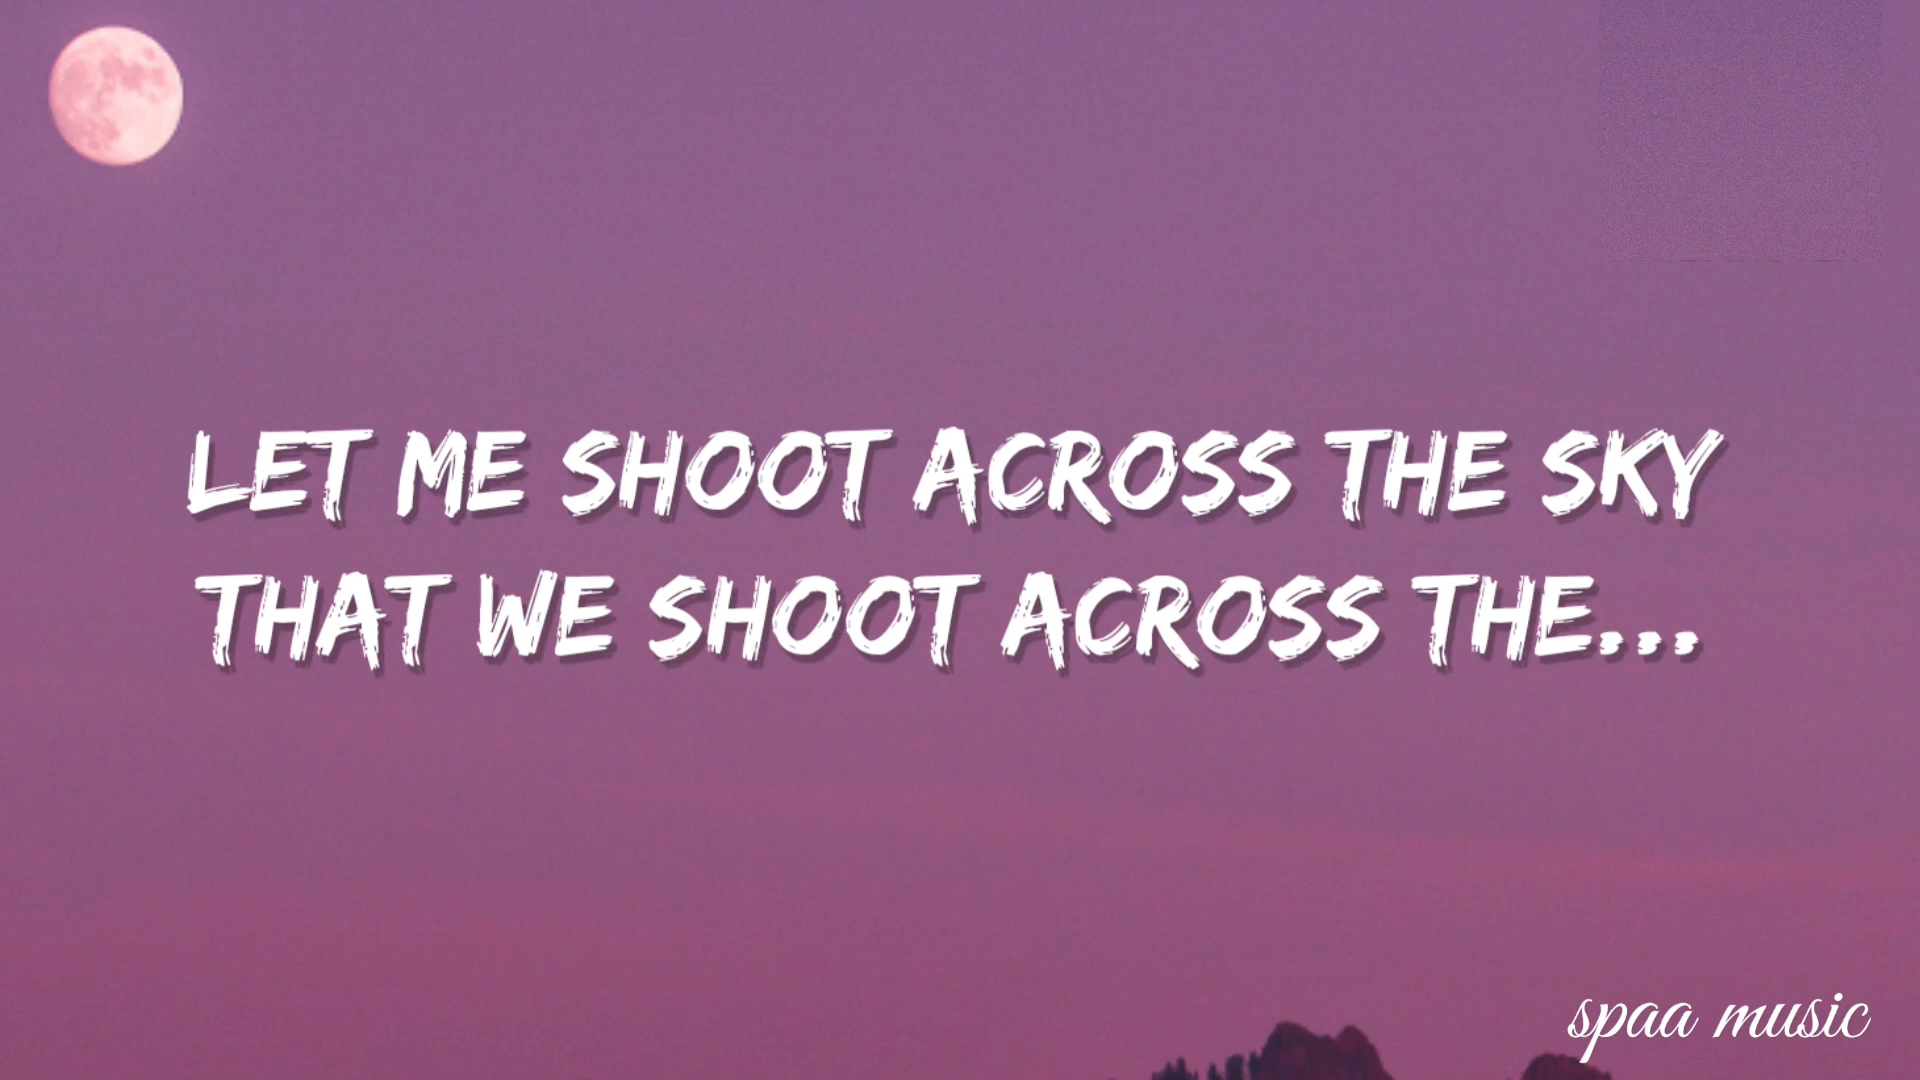 LET ME SHOOT ACROSS THE SKY
THAT WE SHOOT ACROSS THE...
spaa music